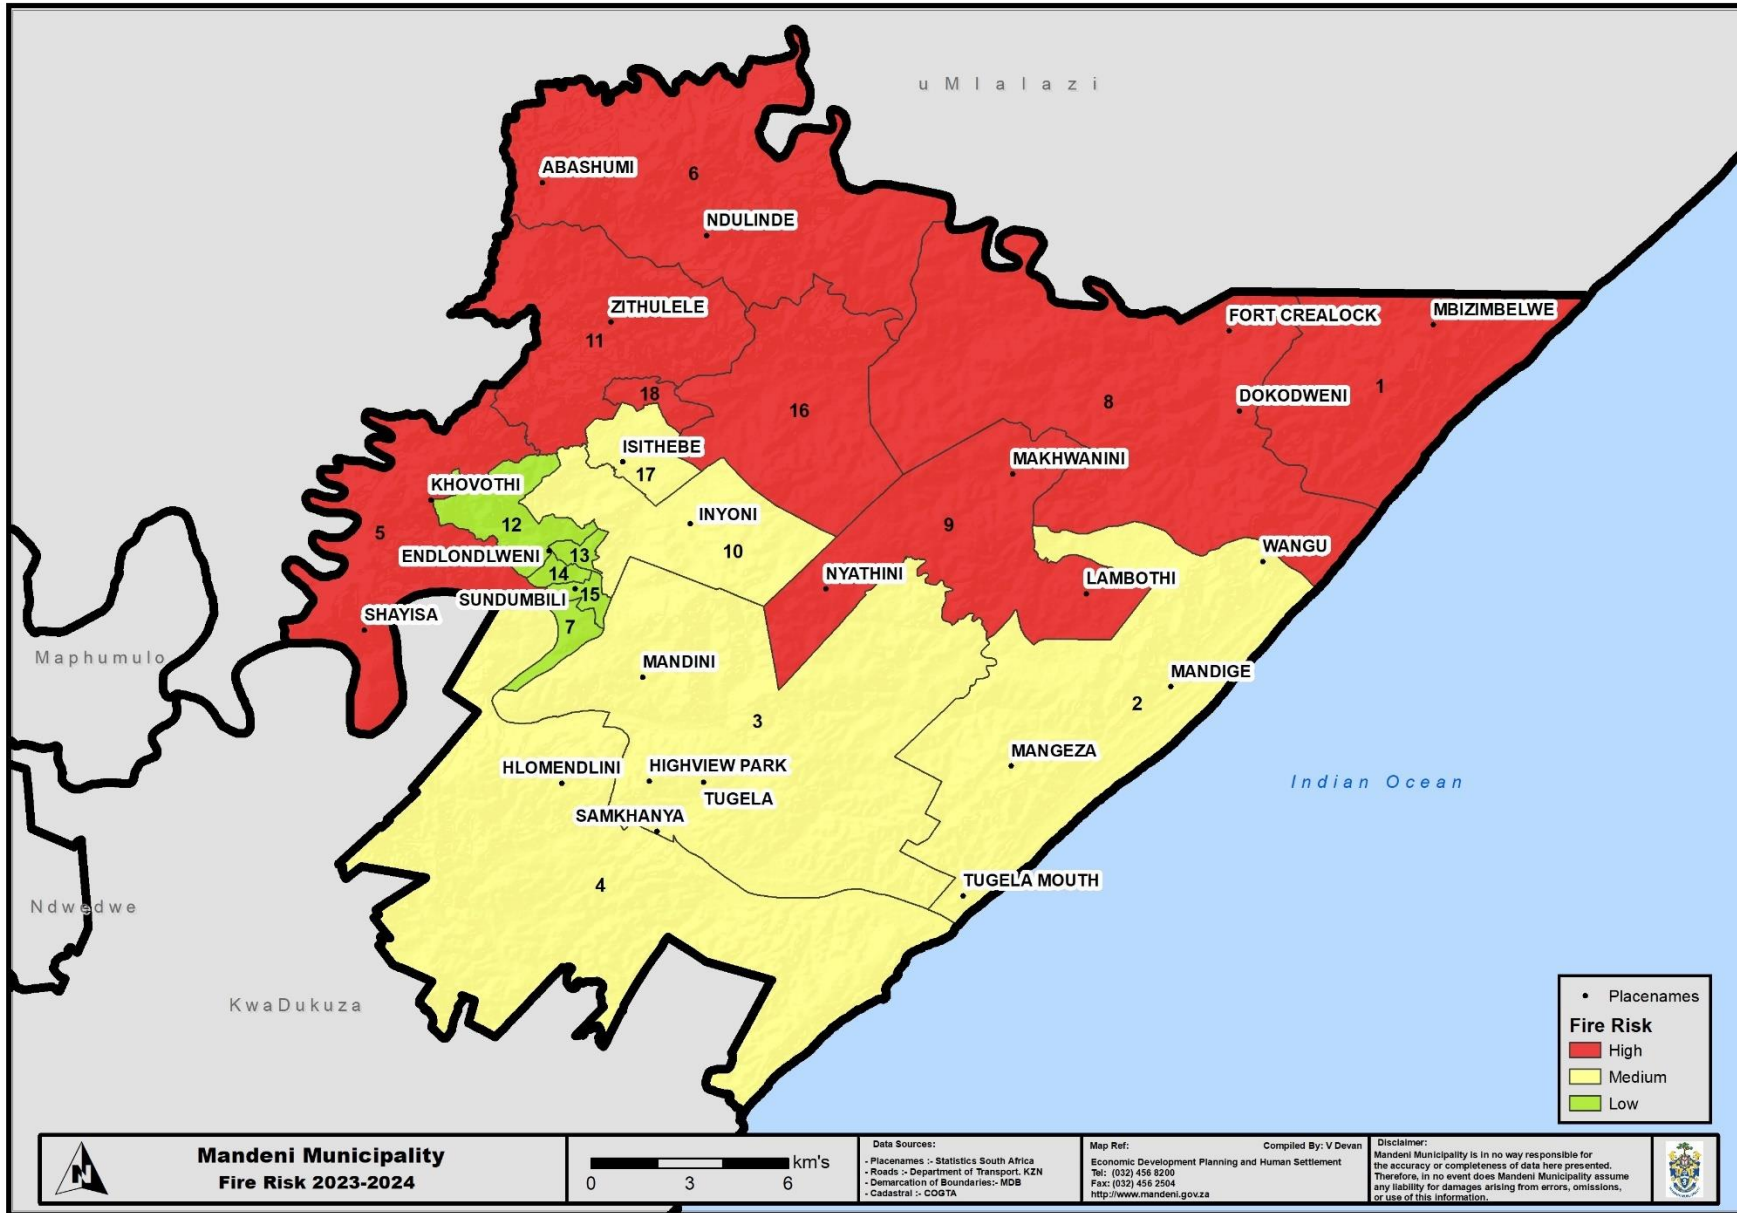 u M l a l a z i
ABASHUMI
6
NDULINDE
ZITHULELE
FORT CREALOCK
MBIZIMBELWE
11
18
16
8
1
DOKODWENI
ISITHEBE
17
MAKHWANINI
KHOVOTHI
12
5
INYONI
9
10
ENDLONDLWENI
13
14
WANGU
NYATHINI
LAMBOTHI
SUNDUMBILI
15
SHAYISA
7
Maphumulo
MANDINI
MANDIGE
2
3
MANGEZA
HLOMENDLINI
HIGHVIEW PARK
TUGELA
Indian Ocean
SAMKHANYA
4
TUGELA MOUTH
Ndwedwe
KwaDukuza
Placenames
Fire Risk
High
Medium
Low
N
Mandeni Municipality
Fire Risk 2023-2024
km's
0 3 6
Data Sources:
- Placenames :- Statistics South Africa
- Roads :- Department of Transport. KZN
- Demarcation of Boundaries:- MDB
- Cadastral :- COGTA
Map Ref: Compiled By: V Devan
Economic Development Planning and Human Settlement
Tel: (032) 456 8200
Fax: (032) 456 2504
http://www.mandeni.gov.za
Disclaimer:
Mandeni Municipality is in no way responsible for
the accuracy or completeness of data here presented.
Therefore, in no event does Mandeni Municipality assume
any liability for damages arising from errors, omissions,
or use of this information.